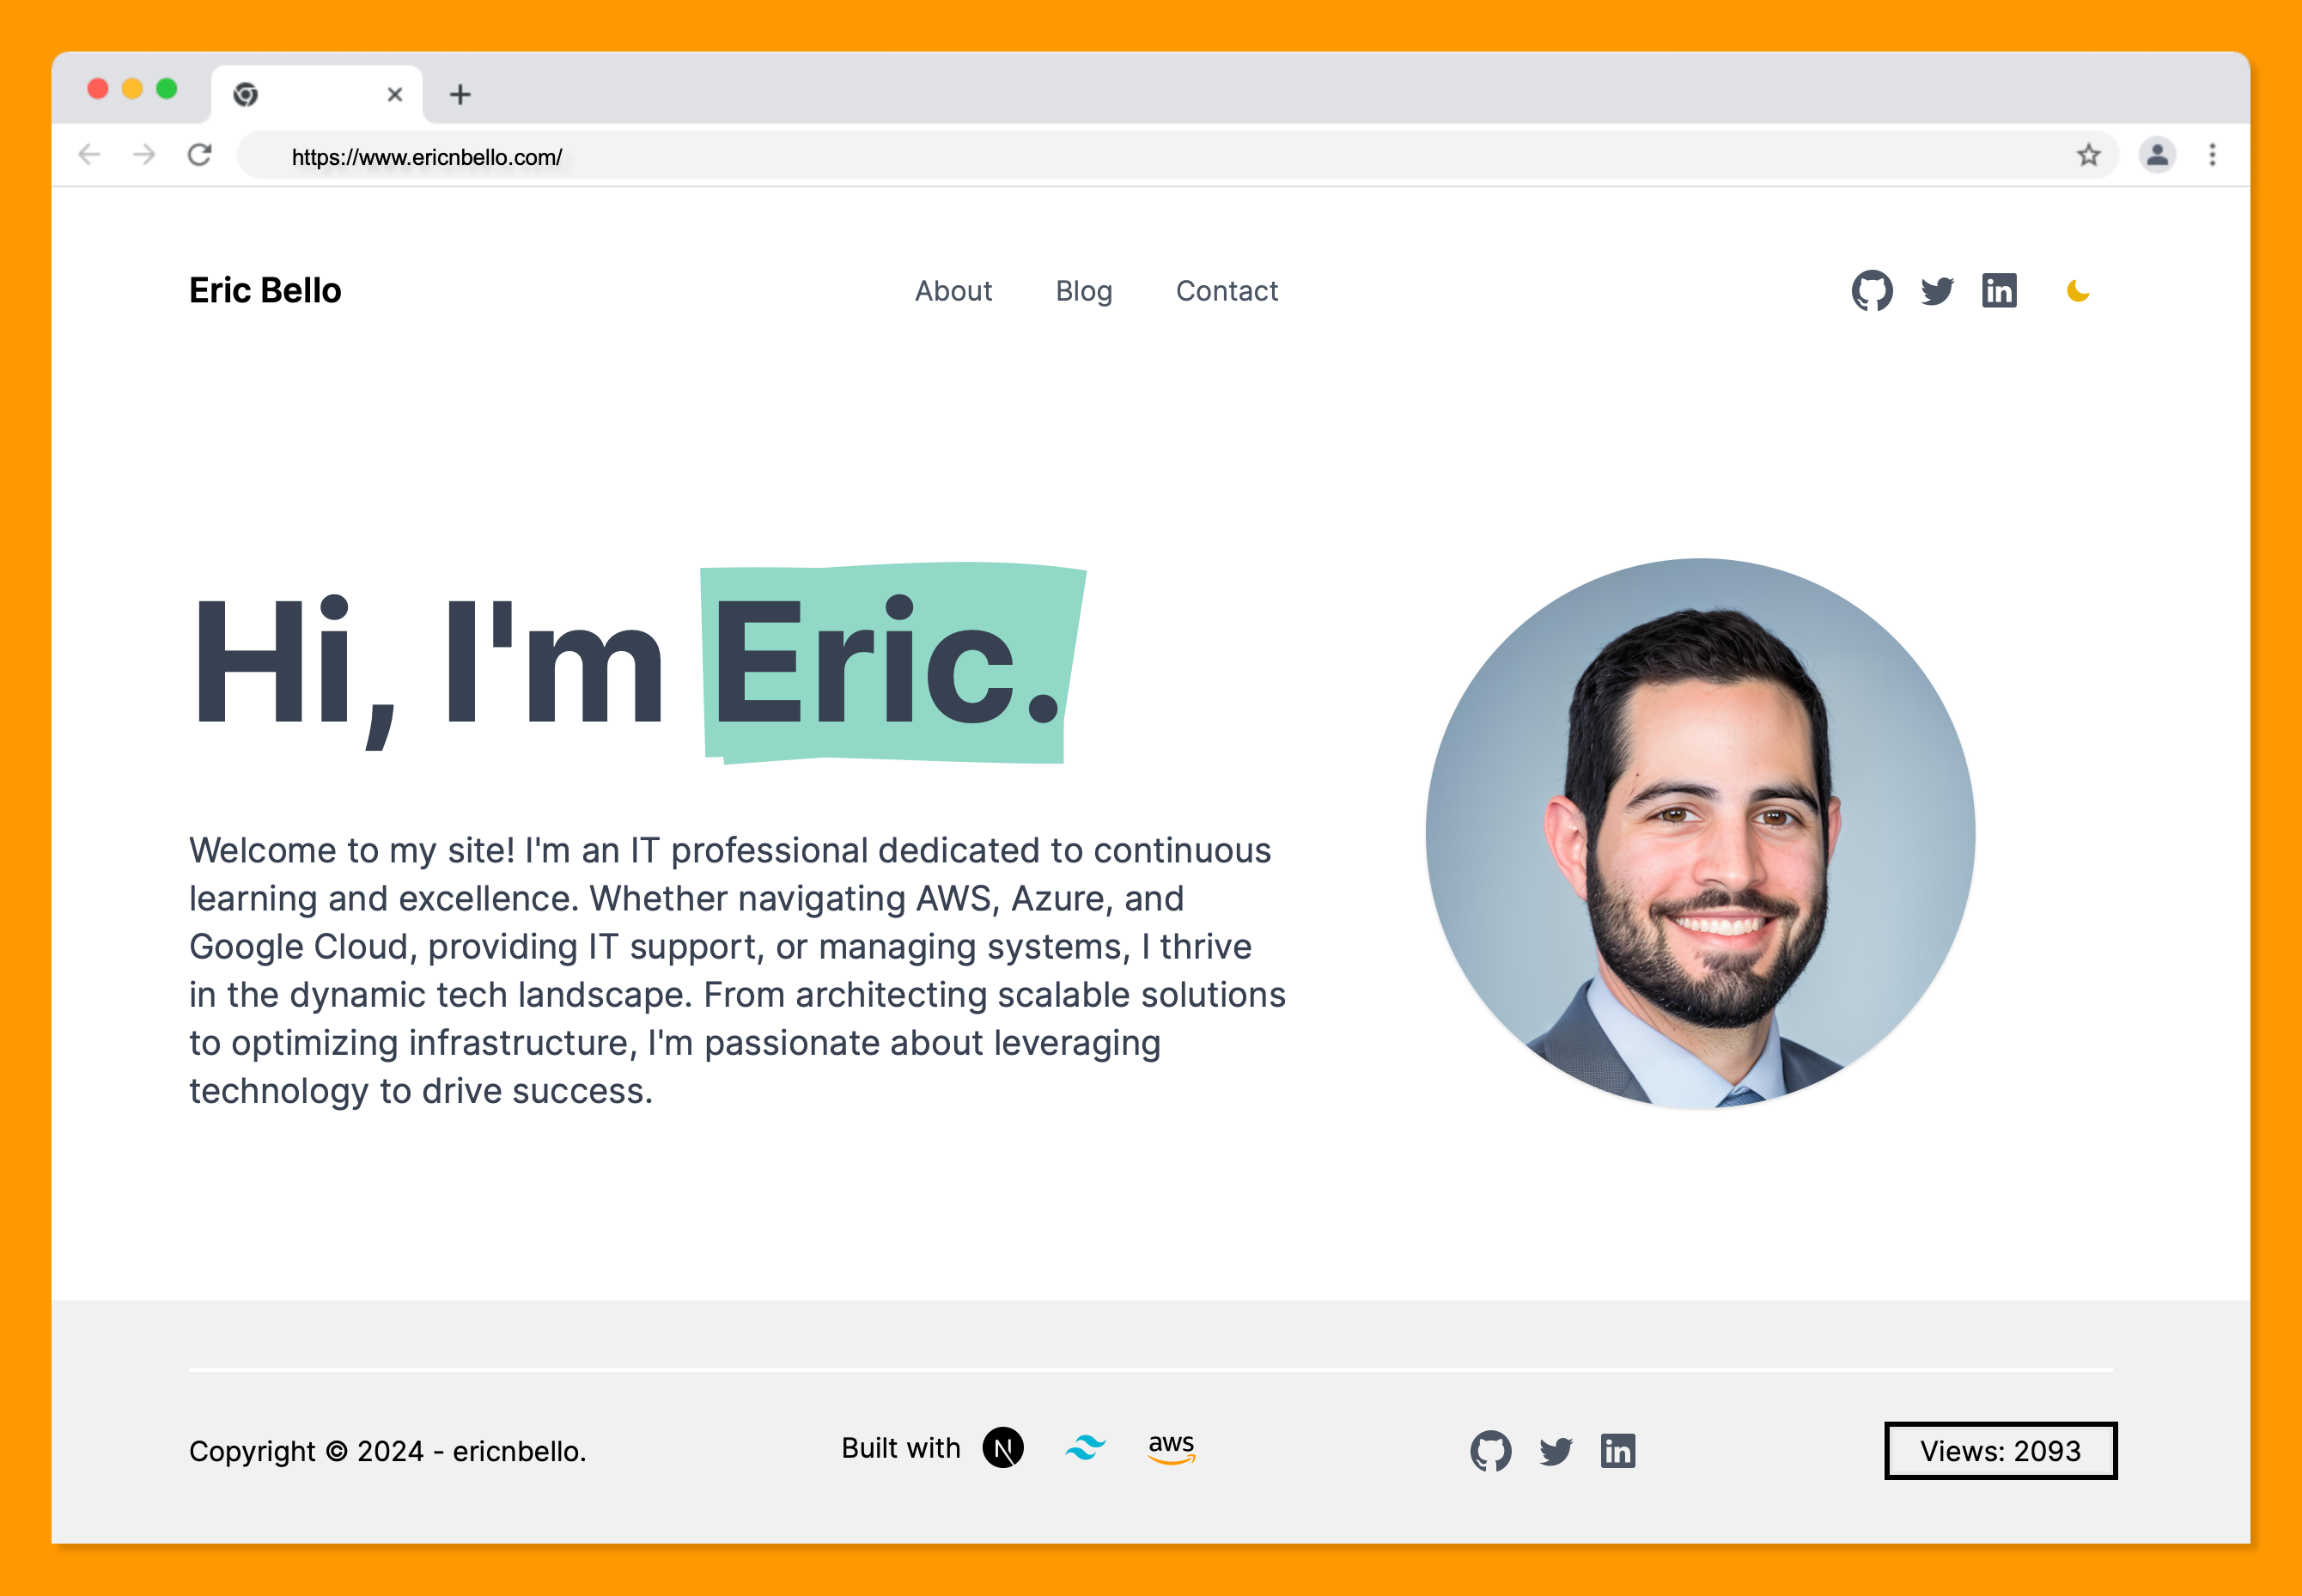 https://www.ericnbello.com/
Eric Bello
About Blog Contact
in
Hi, I'm Eric.
Welcome to my site! I'm an IT professional dedicated to continuous
learning and excellence. Whether navigating AWS, Azure, and
Google Cloud, providing IT support, or managing systems, I thrive
in the dynamic tech landscape. From architecting scalable solutions
to optimizing infrastructure, I'm passionate about leveraging
technology to drive success.
Copyright © 2024 - ericnbello.
Built with N aws
in
Views: 2093